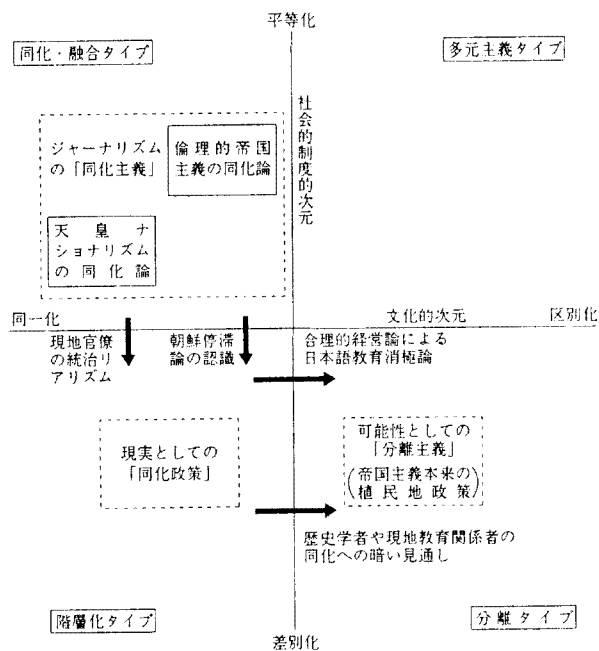 平等化
同化・融合タイプ
多元主義タイプ
社会的制度的次元
ジャーナリズム
の「同化主義」
倫理的帝国
主義の同化論
天皇ナ
ショナリズム
の同化論
同一化
文化的次元
区別化
現地官僚
の統治リ
アリズム
朝鮮停滞
論の認識
合理的経営論による
日本語教育消極論
現実としての
「同化政策」
可能性としての
「分離主義」
(帝国主義本来の
植民地政策)
歴史学者や現地教育関係者の
同化への暗い見通し
階層化タイプ
分離タイプ
差別化